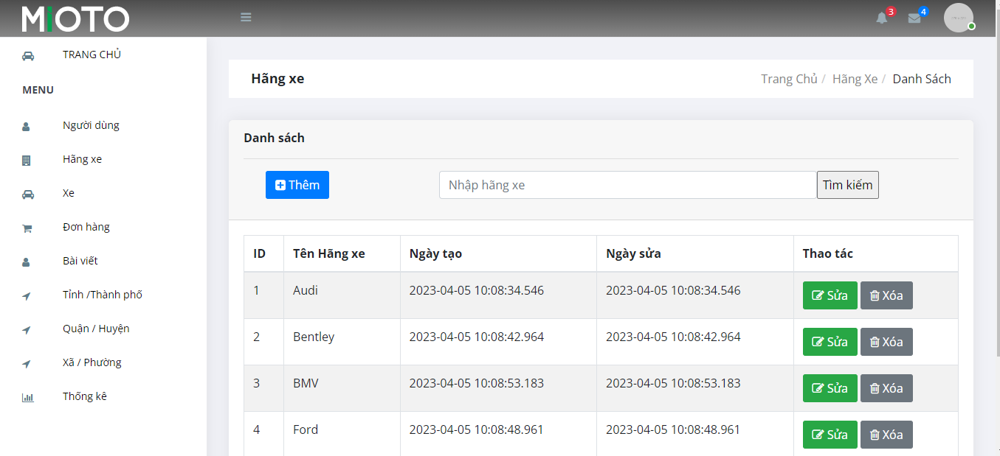 MIOTO
3
4
TRANG CHỦ
MENU
Người dùng
Hãng xe
Xe
Đơn hàng
Bài viết
Tỉnh /Thành phố
Quận / Huyện
Xã / Phường
Thống kê
Hãng xe
Trang Chủ / Hãng Xe / Danh Sách
Danh sách
Thêm
Nhập hãng xe
Tìm kiếm
ID Tên Hãng xe Ngày tạo Ngày sửa Thao tác
1 Audi 2023-04-05 10:08:34.546 2023-04-05 10:08:34.546 Sửa Xóa
2 Bentley 2023-04-05 10:08:42.964 2023-04-05 10:08:42.964 Sửa Xóa
3 BMV 2023-04-05 10:08:53.183 2023-04-05 10:08:53.183 Sửa Xóa
4 Ford 2023-04-05 10:08:48.961 2023-04-05 10:08:48.961 Sửa Xóa